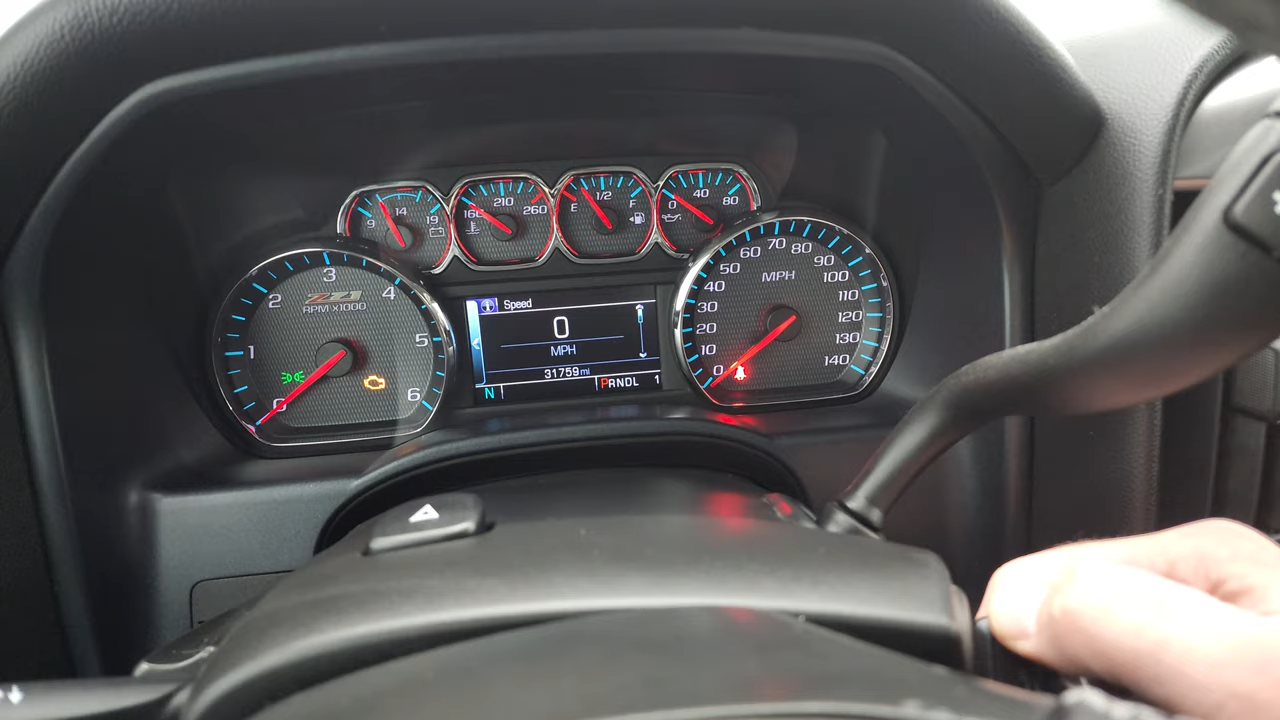 9 14 19
160 210 260
E 1/2 F
0 40 80
0 1 2 3 4 5 6
Z71
RPM x1000
Speed
0
MPH
31759 mi
N PRNDL 1
0 10 20 30 40 50 60 70 80 90 100 110 120 130 140
MPH